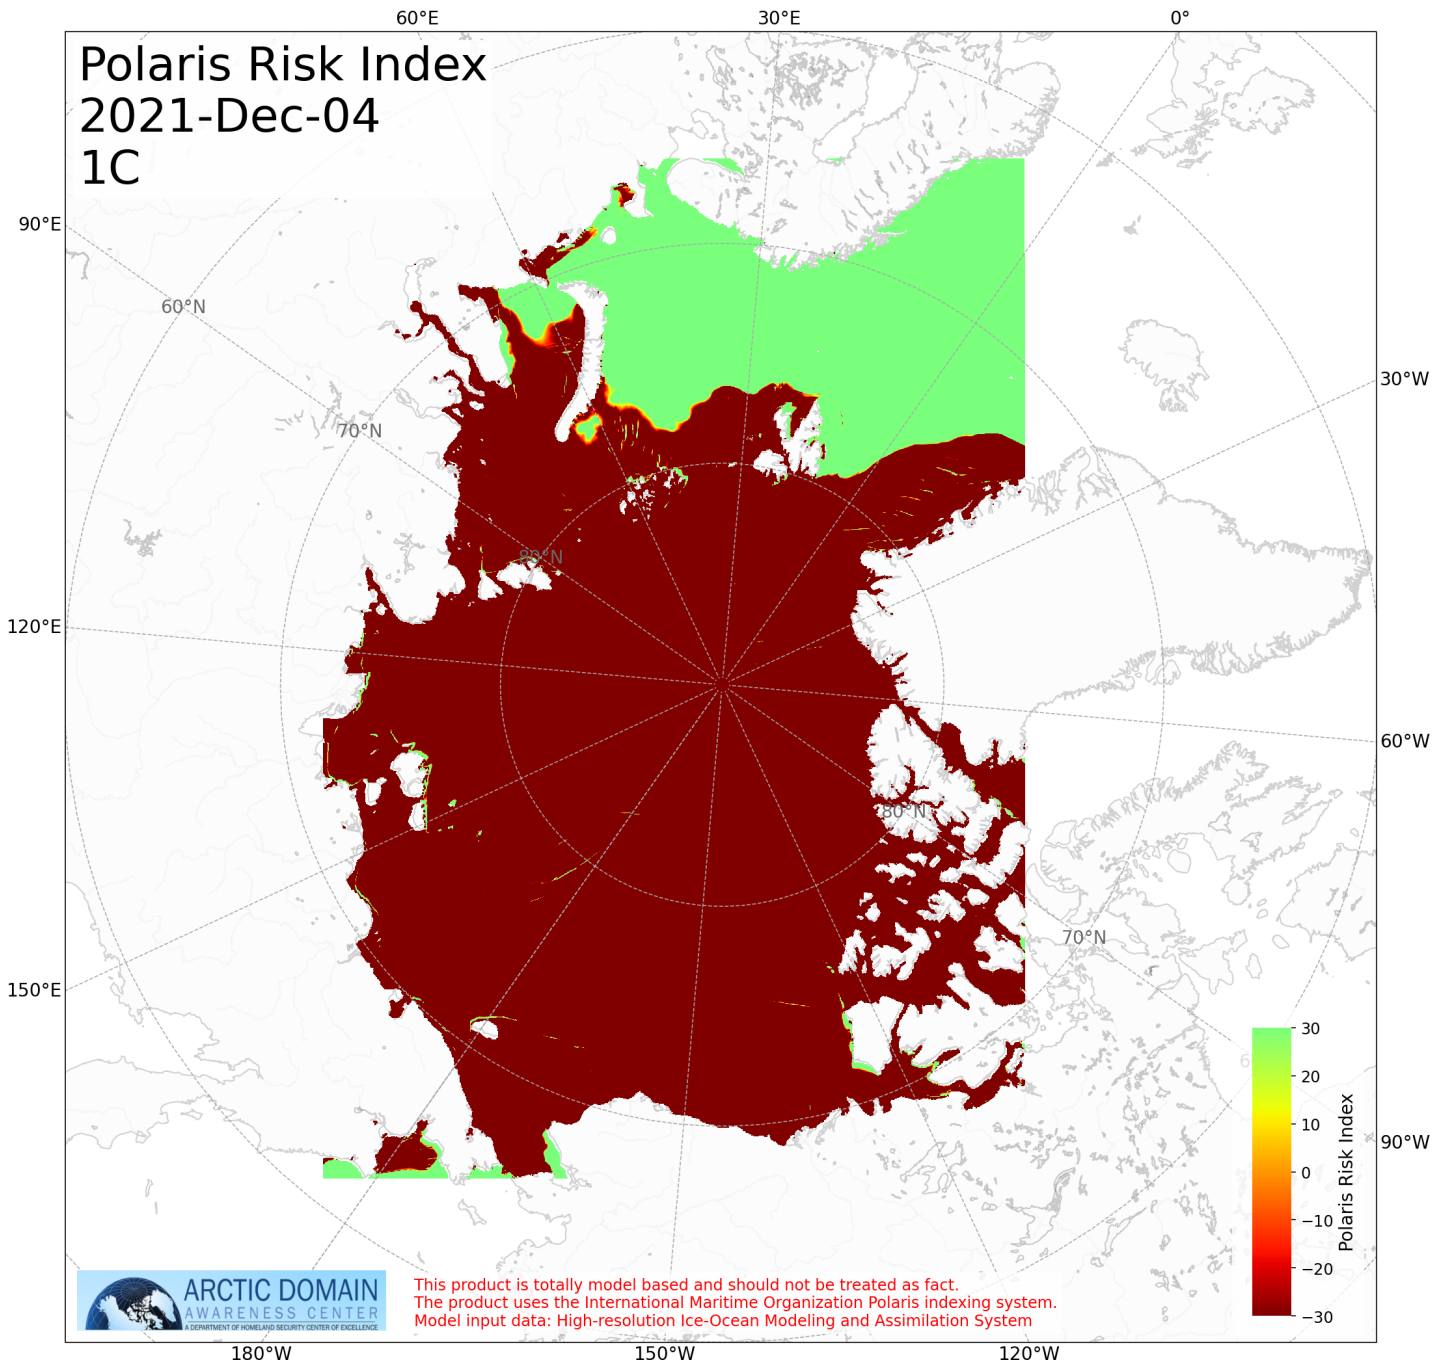 60°E 30°E 0°
Polaris Risk Index
2021-Dec-04
1C
90°E
60°N
30°W
70°N
80°N
120°E
60°W
80°N
70°N
150°E
30
20
10
0
−10
−20
−30
Polaris Risk Index
90°W
ARCTIC DOMAIN
AWARENESS CENTER
A DEPARTMENT OF HOMELAND SECURITY CENTER OF EXCELLENCE
This product is totally model based and should not be treated as fact.
The product uses the International Maritime Organization Polaris indexing system.
Model input data: High-resolution Ice-Ocean Modeling and Assimilation System
180°W 150°W 120°W